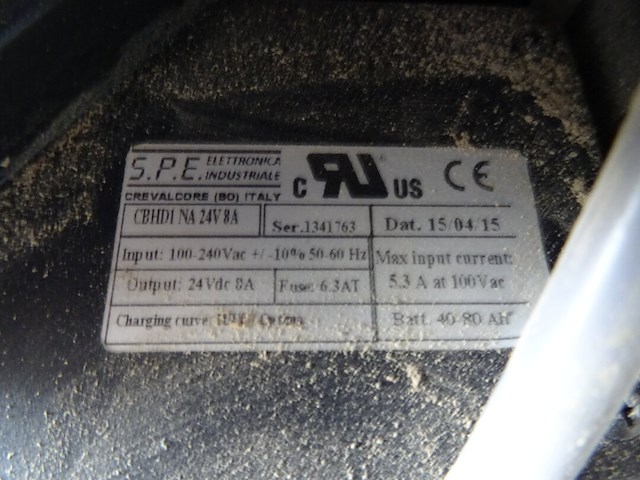 S.P.E. ELETTRONICA INDUSTRIALE
CREVALCORE (BO) ITALY
C RU US CE
CBHD1 NA 24V 8A
Ser.1341763
Dat. 15/04/15
Input: 100-240Vac +/-10% 50-60 Hz
Max input current:
5.3 A at 100Vac
Output: 24Vdc 8A
Fuse: 6.3AT
Charging curve:
Batt. 40-80 Ah